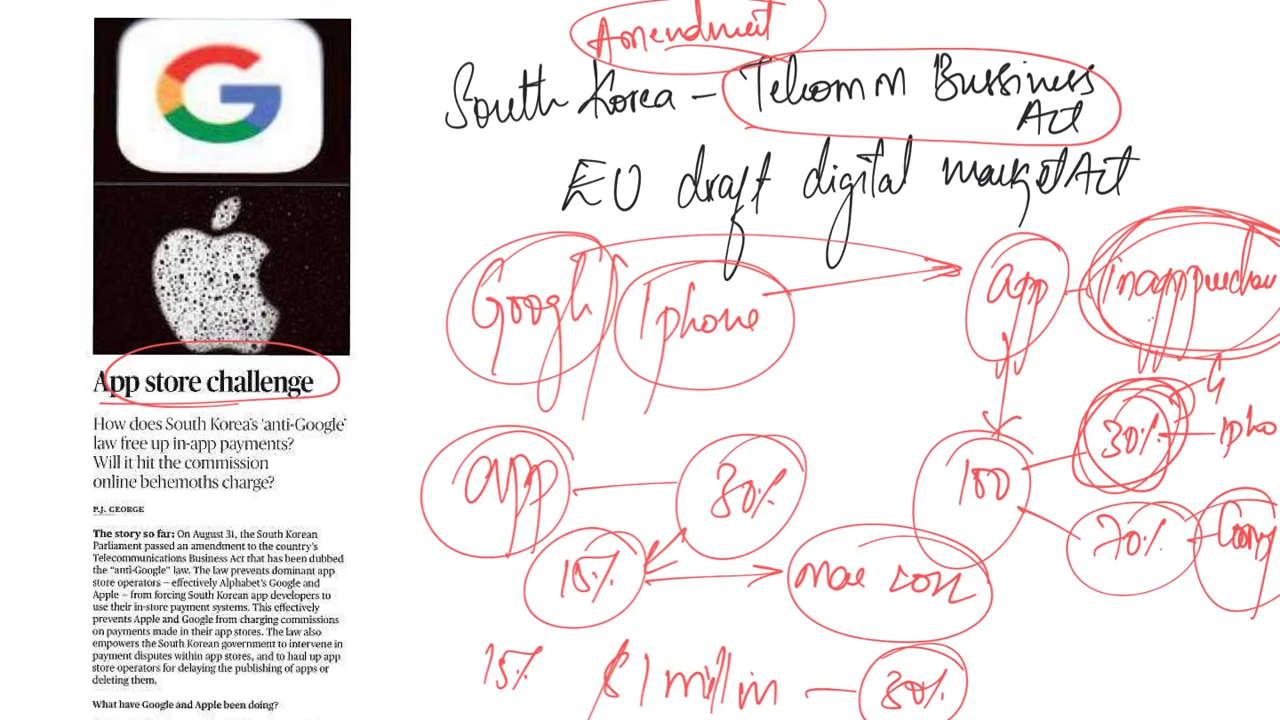 App store challenge
How does South Korea's 'anti-Google'
law free up in-app payments?
Will it hit the commission
online behemoths charge?
P.J. GEORGE
The story so far: On August 31, the South Korean
Parliament passed an amendment to the country's
Telecommunications Business Act that has been dubbed
the "anti-Google" law. The law prevents dominant app
store operators – effectively Alphabet's Google and
Apple – from forcing South Korean app developers to
use their in-store payment systems. This effectively
prevents Apple and Google from charging commissions
on payments made in their app stores. The law also
empowers the South Korean government to intervene in
payment disputes within app stores, and to haul up app
store operators for delaying the publishing of apps or
deleting them.
What have Google and Apple been doing?
Amendment
South Korea – Telecomm Bussiness
Act
EU draft digital market Act
Google Iphone app
100 30% G
70%
app 30%
15%
15% $1 million – 30%